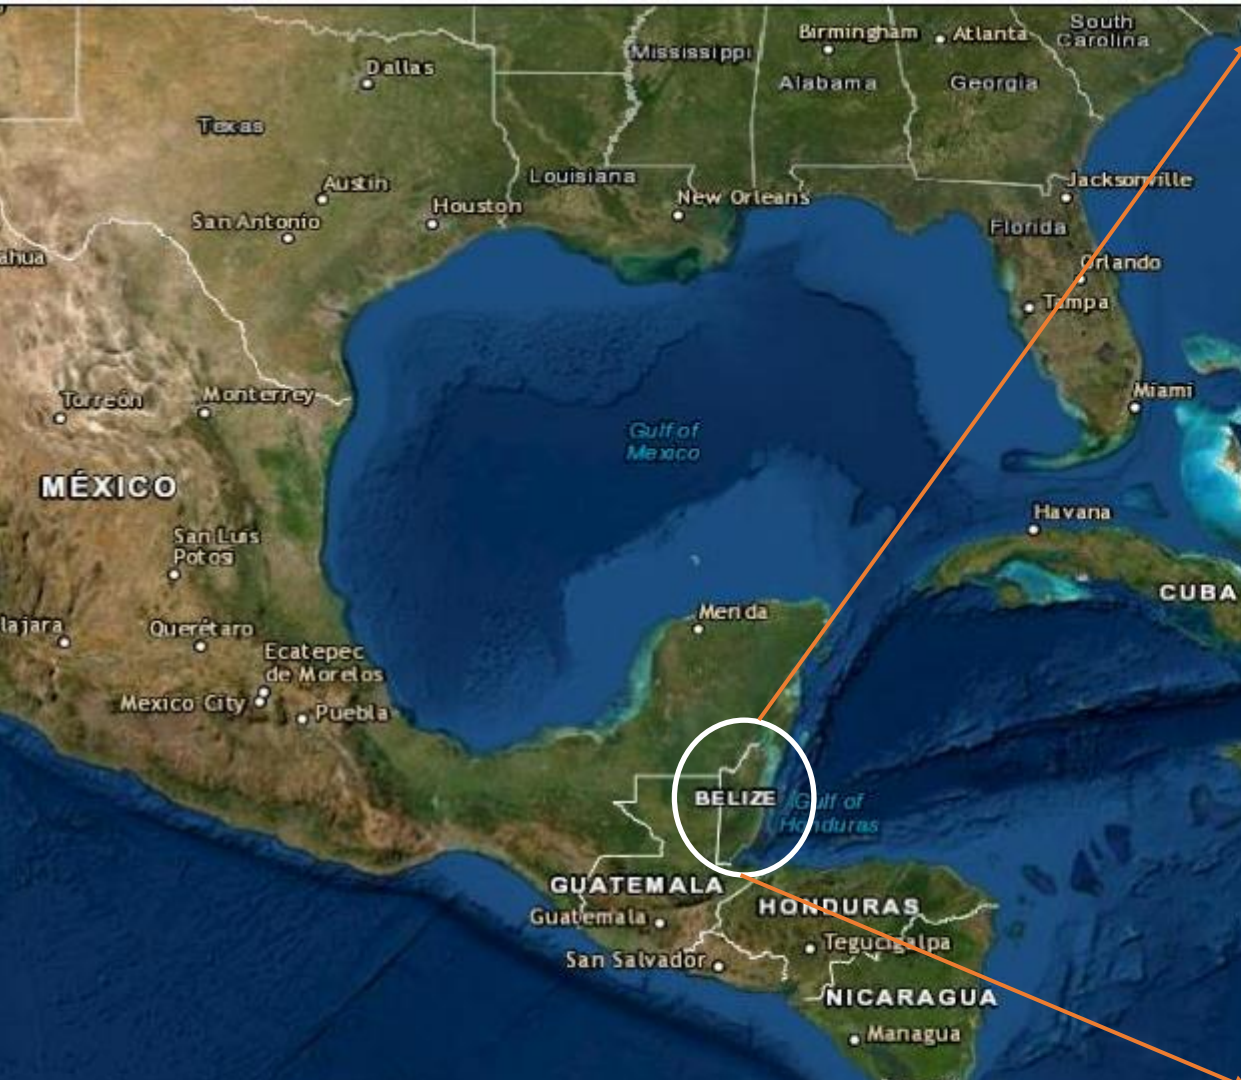 South
Carolina
Birmingham
Atlanta
Mississippi
Dallas
Alabama
Georgia
Texas
Louisiana
Austin
Jacksonville
New Orleans
Houston
San Antonio
Florida
ahua
Orlando
Tampa
Miami
Torreón
Monterrey
Gulf of
Mexico
MÉXICO
Havana
San Luis
Potosi
CUBA
Merida
lajara
Querétaro
Ecatepec
de Morelos
Mexico City
Puebla
BELIZE
Gulf of
Honduras
GUATEMALA
HONDURAS
Guatemala
Tegucigalpa
San Salvador
NICARAGUA
Managua